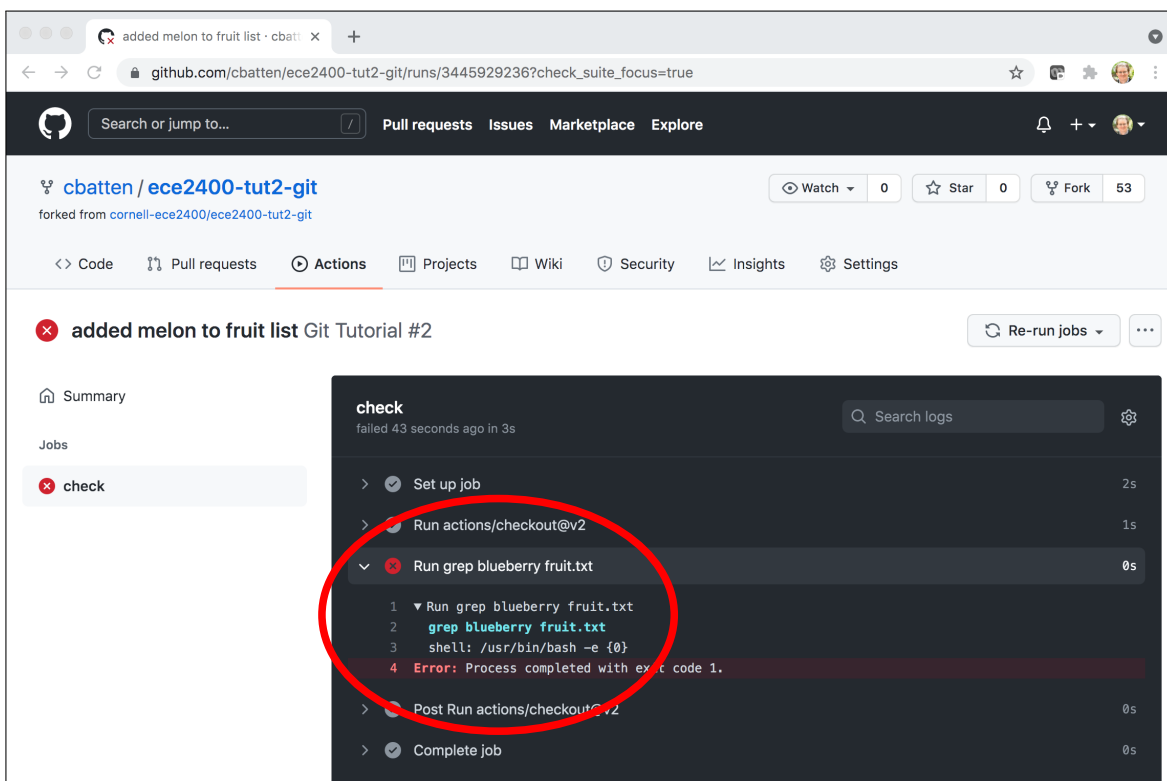 added melon to fruit list · cbatt
github.com/cbatten/ece2400-tut2-git/runs/3445929236?check_suite_focus=true
Search or jump to... / Pull requests Issues Marketplace Explore
cbatten / ece2400-tut2-git Watch 0 Star 0 Fork 53
forked from cornell-ece2400/ece2400-tut2-git
<> Code Pull requests Actions Projects Wiki Security Insights Settings
added melon to fruit list Git Tutorial #2 Re-run jobs ...
Summary
Jobs
check
check
failed 43 seconds ago in 3s
Search logs
Set up job 2s
Run actions/checkout@v2 1s
Run grep blueberry fruit.txt 0s
1 ▼ Run grep blueberry fruit.txt
2 grep blueberry fruit.txt
3 shell: /usr/bin/bash -e {0}
4 Error: Process completed with exit code 1.
Post Run actions/checkout@v2 0s
Complete job 0s